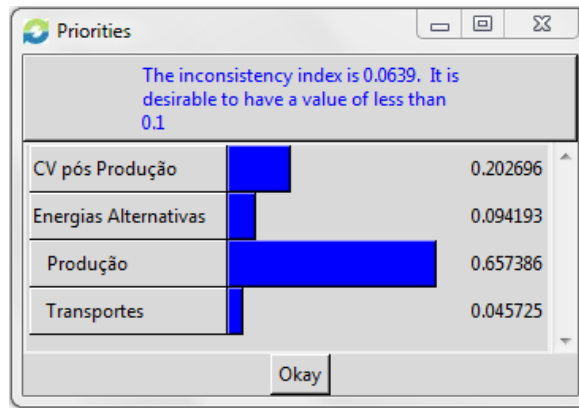 Priorities
The inconsistency index is 0.0639. It is
desirable to have a value of less than
0.1
CV pós Produção 0.202696
Energias Alternativas 0.094193
Produção 0.657386
Transportes 0.045725
Okay